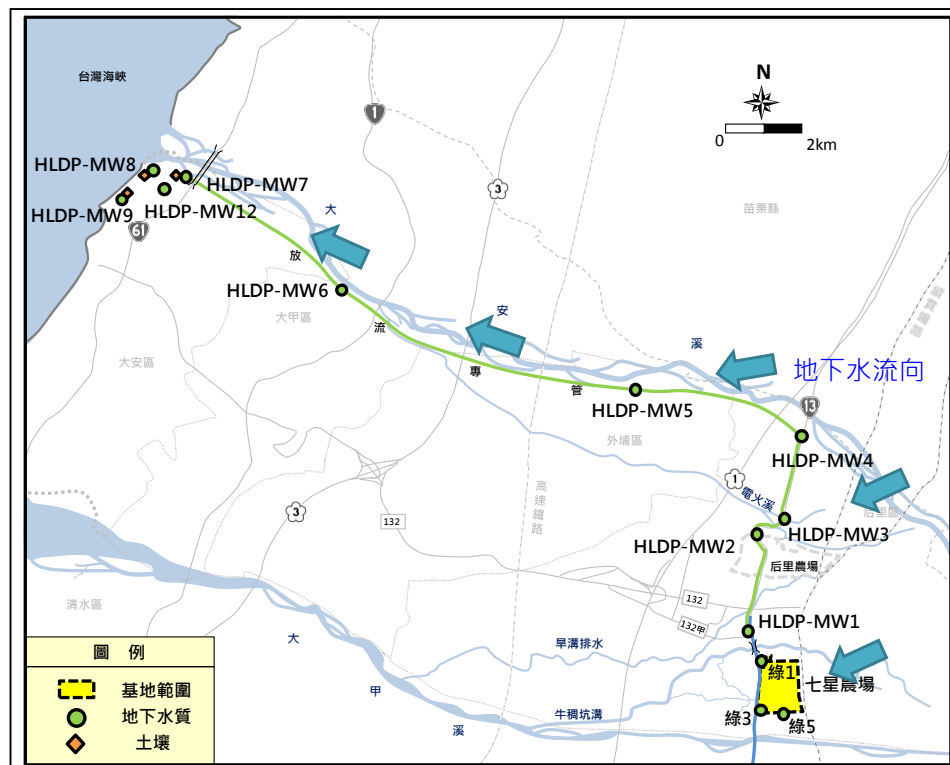 台灣海峽
N
0
2km
1
3
苗栗縣
HLDP-MW8
HLDP-MW7
HLDP-MW9
HLDP-MW12
61
大
安
溪
放
流
專
管
HLDP-MW6
大甲區
大安區
地下水流向
13
HLDP-MW5
外埔區
HLDP-MW4
1
電火溪
后里區
HLDP-MW3
HLDP-MW2
后里農場
高速鐵路
3
132
132
132甲
HLDP-MW1
清水區
大
甲
溪
旱溝排水
牛稠坑溝
綠1
七星農場
綠3
綠5
圖 例
基地範圍
地下水質
土壤